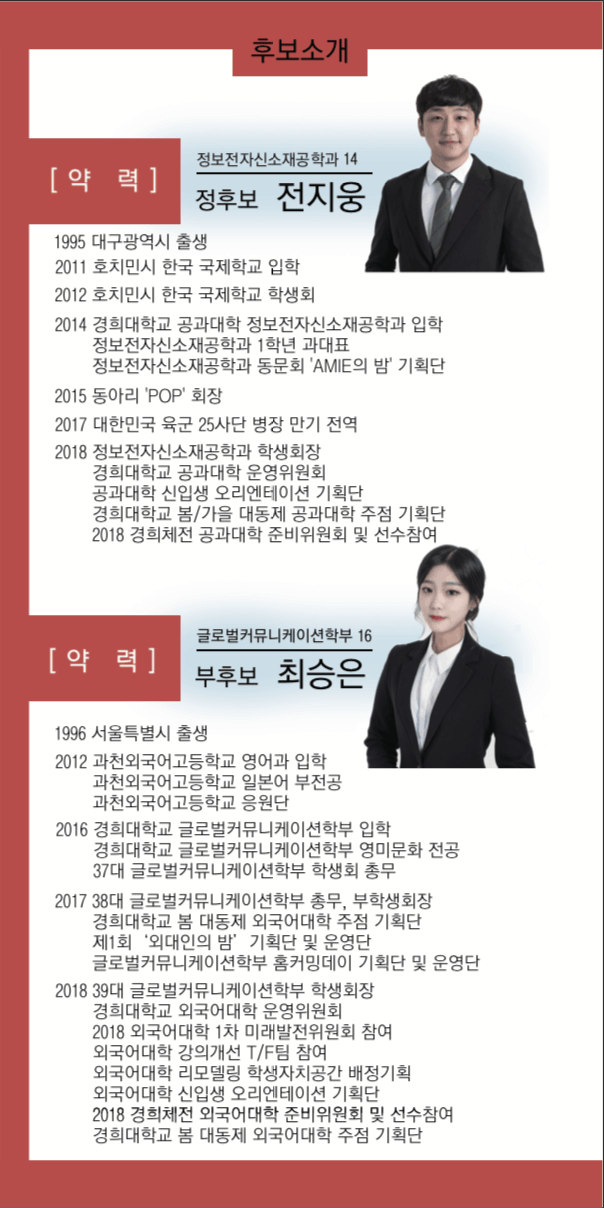 후보소개
[ 약 력 ]
정보전자신소재공학과 14
정후보 전지웅
1995 대구광역시 출생
2011 호치민시 한국 국제학교 입학
2012 호치민시 한국 국제학교 학생회
2014 경희대학교 공과대학 정보전자신소재공학과 입학
정보전자신소재공학과 1학년 과대표
정보전자신소재공학과 동문회 'AMIE의 밤' 기획단
2015 동아리 'POP' 회장
2017 대한민국 육군 25사단 병장 만기 전역
2018 정보전자신소재공학과 학생회장
경희대학교 공과대학 운영위원회
공과대학 신입생 오리엔테이션 기획단
경희대학교 봄/가을 대동제 공과대학 주점 기획단
2018 경희체전 공과대학 준비위원회 및 선수참여
[ 약 력 ]
글로벌커뮤니케이션학부 16
부후보 최승은
1996 서울특별시 출생
2012 과천외국어고등학교 영어과 입학
과천외국어고등학교 일본어 부전공
과천외국어고등학교 응원단
2016 경희대학교 글로벌커뮤니케이션학부 입학
경희대학교 글로벌커뮤니케이션학부 영미문화 전공
37대 글로벌커뮤니케이션학부 학생회 총무
2017 38대 글로벌커뮤니케이션학부 총무, 부학생회장
경희대학교 봄 대동제 외국어대학 주점 기획단
제1회 ‘외대인의 밤’ 기획단 및 운영단
글로벌커뮤니케이션학부 홈커밍데이 기획단 및 운영단
2018 39대 글로벌커뮤니케이션학부 학생회장
경희대학교 외국어대학 운영위원회
2018 외국어대학 1차 미래발전위원회 참여
외국어대학 강의개선 T/F팀 참여
외국어대학 리모델링 학생자치공간 배정기획
외국어대학 신입생 오리엔테이션 기획단
2018 경희체전 외국어대학 준비위원회 및 선수참여
경희대학교 봄 대동제 외국어대학 주점 기획단